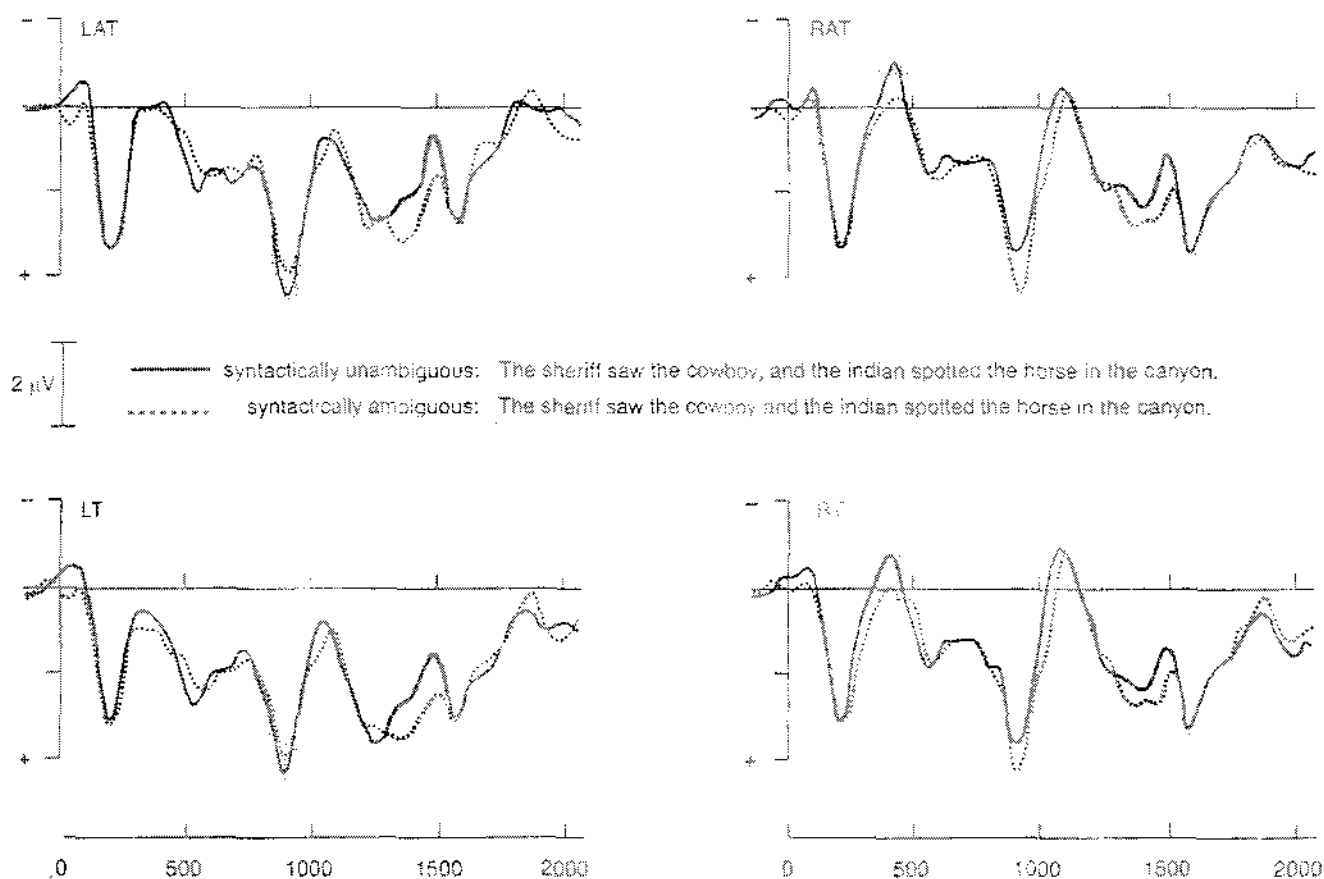 − LAT − RAT
+ +
2 μV
syntactically unambiguous: The sheriff saw the cowboy, and the indian spotted the horse in the canyon.
syntactically ambiguous: The sheriff saw the cowboy and the indian spotted the horse in the canyon.
− LT −
+ +
0 500 1000 1500 2000 0 500 1000 1500 2000